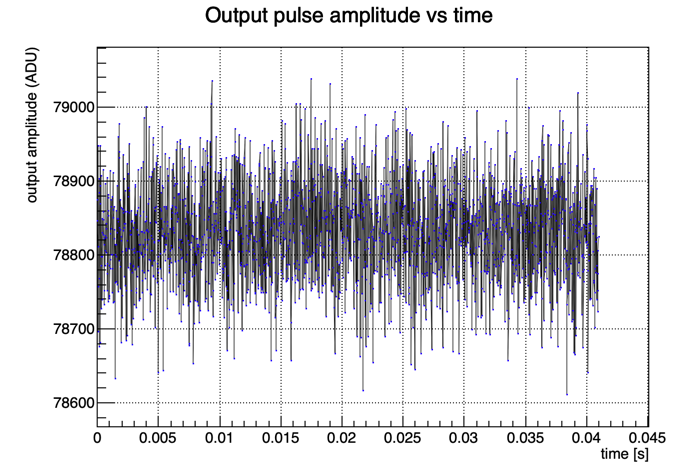 Output pulse amplitude vs time
output amplitude (ADU)
79000
78900
78800
78700
78600
0 0.005 0.01 0.015 0.02 0.025 0.03 0.035 0.04 0.045
time [s]